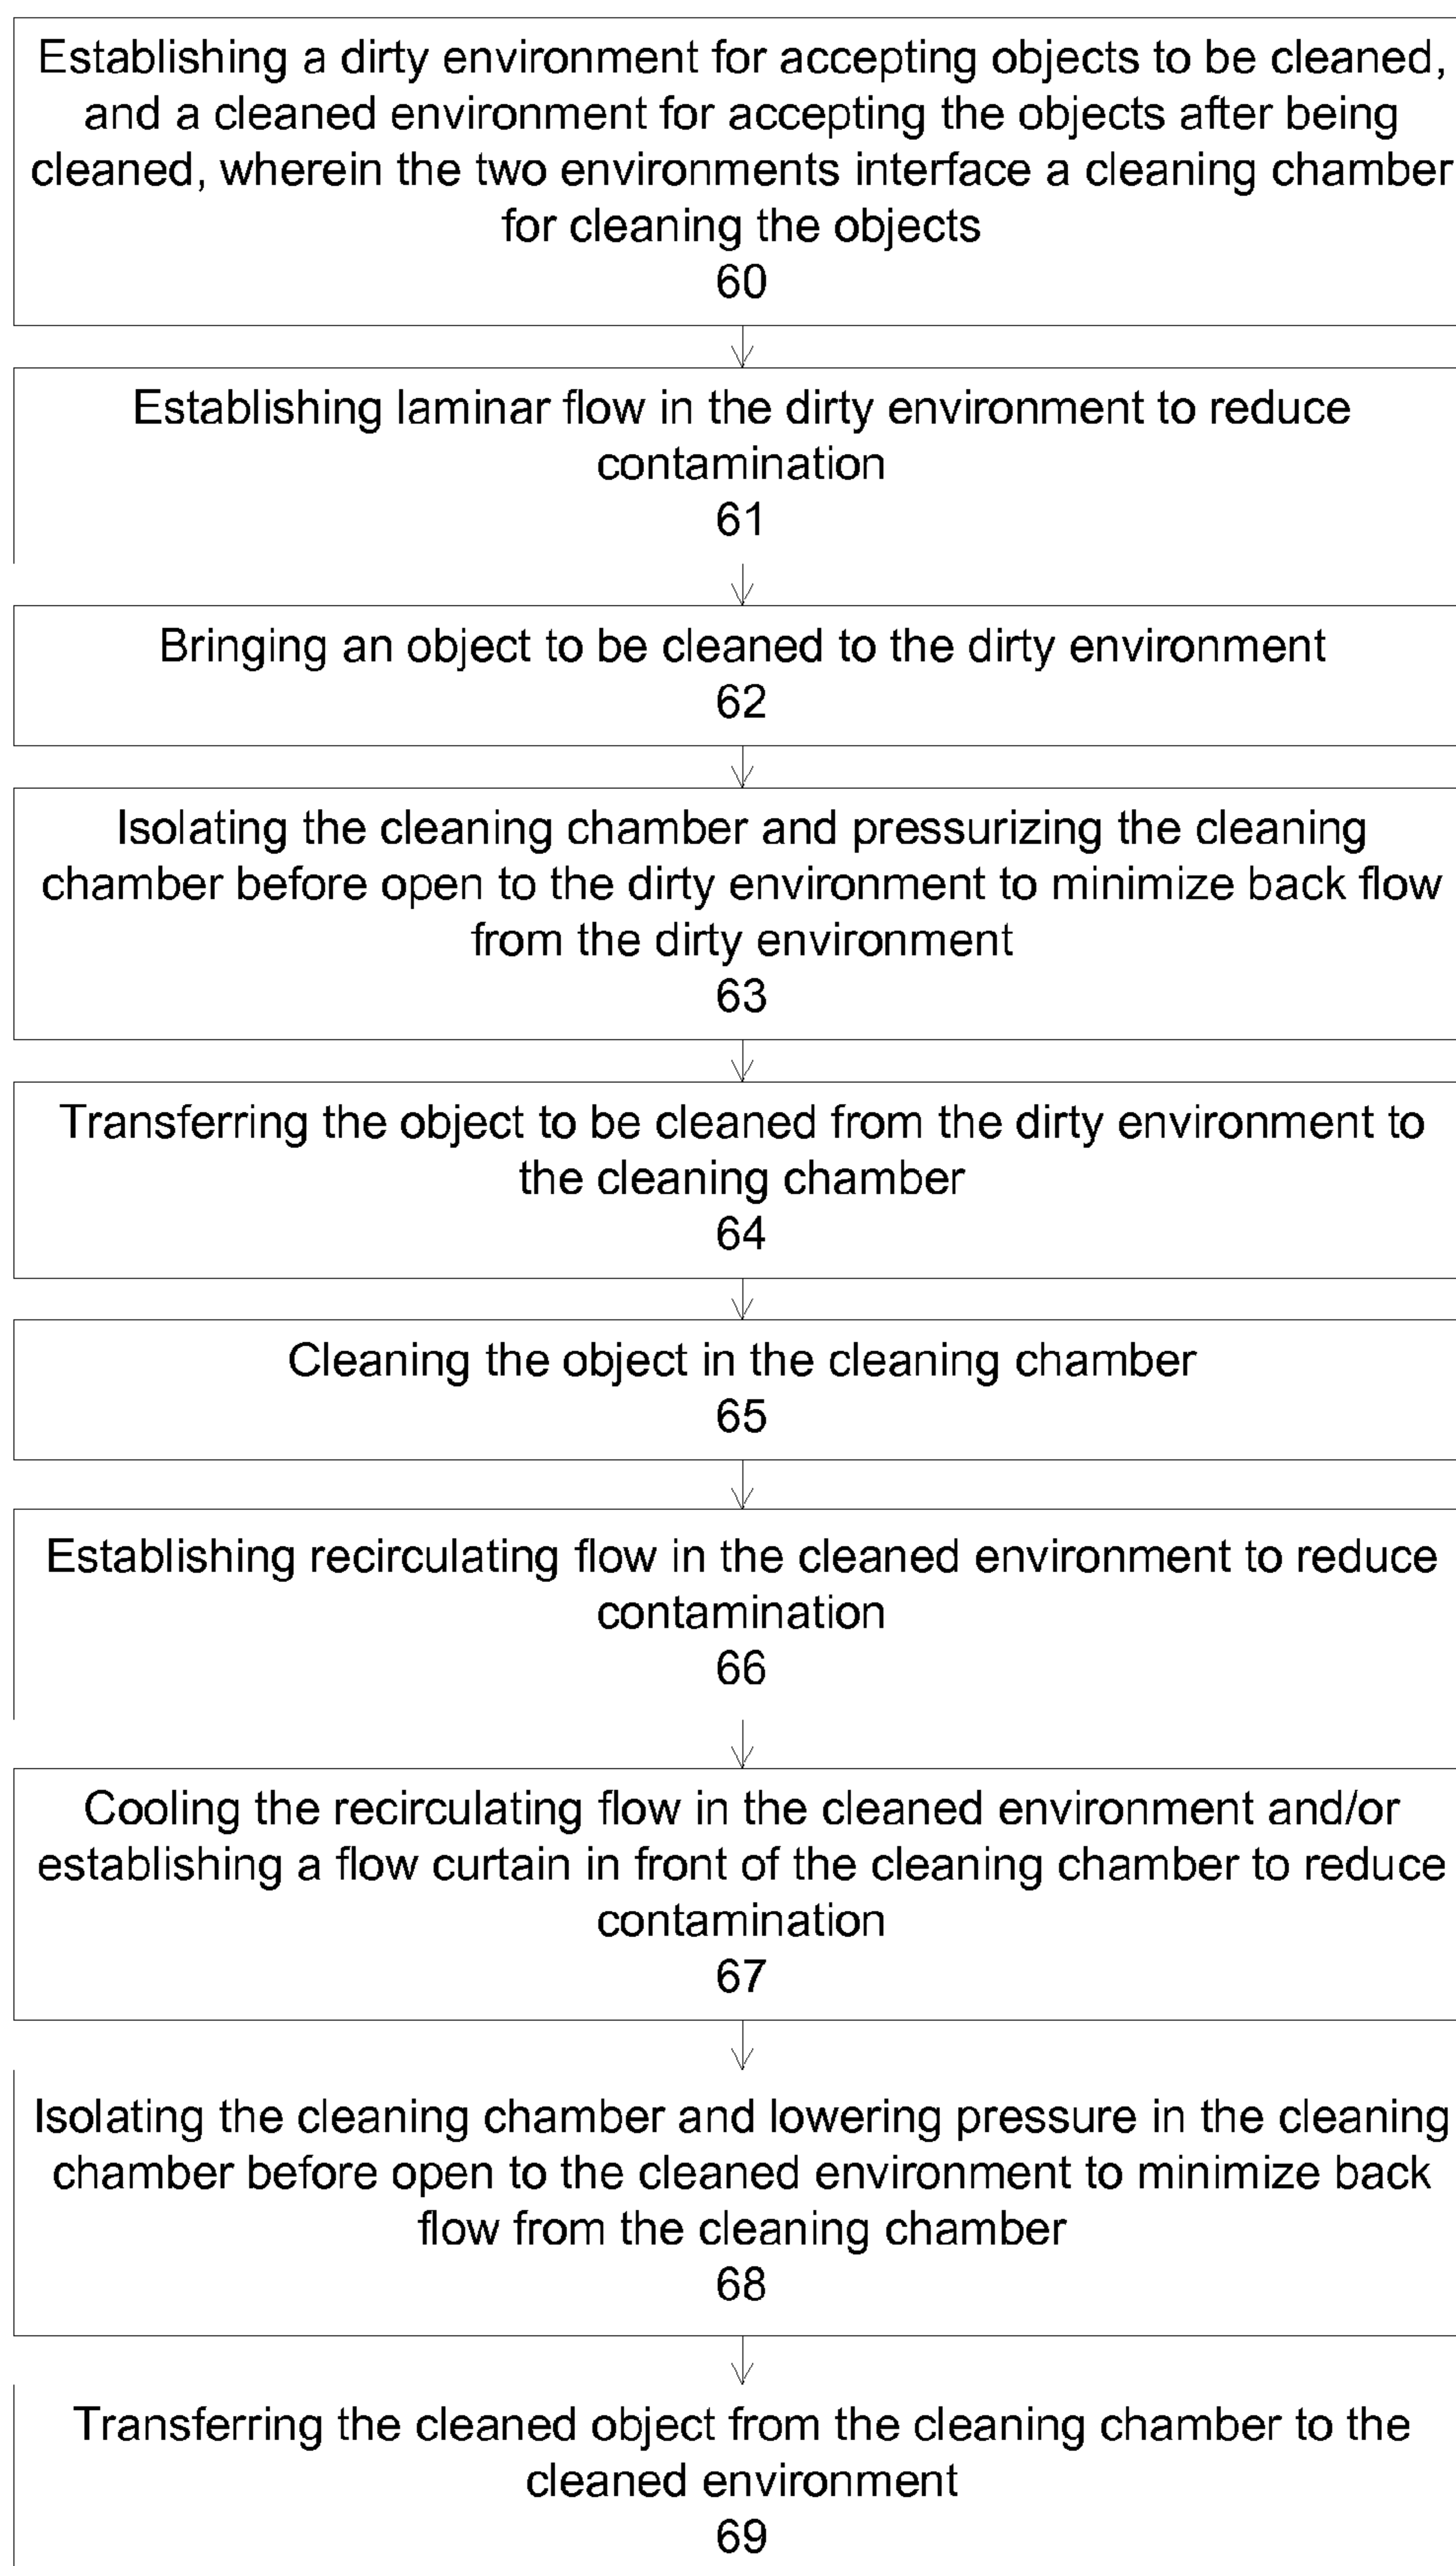 Establishing a dirty environment for accepting objects to be cleaned,
and a cleaned environment for accepting the objects after being
cleaned, wherein the two environments interface a cleaning chamber
for cleaning the objects
60
Establishing laminar flow in the dirty environment to reduce
contamination
61
Bringing an object to be cleaned to the dirty environment
62
Isolating the cleaning chamber and pressurizing the cleaning
chamber before open to the dirty environment to minimize back flow
from the dirty environment
63
Transferring the object to be cleaned from the dirty environment to
the cleaning chamber
64
Cleaning the object in the cleaning chamber
65
Establishing recirculating flow in the cleaned environment to reduce
contamination
66
Cooling the recirculating flow in the cleaned environment and/or
establishing a flow curtain in front of the cleaning chamber to reduce
contamination
67
Isolating the cleaning chamber and lowering pressure in the cleaning
chamber before open to the cleaned environment to minimize back
flow from the cleaning chamber
68
Transferring the cleaned object from the cleaning chamber to the
cleaned environment
69